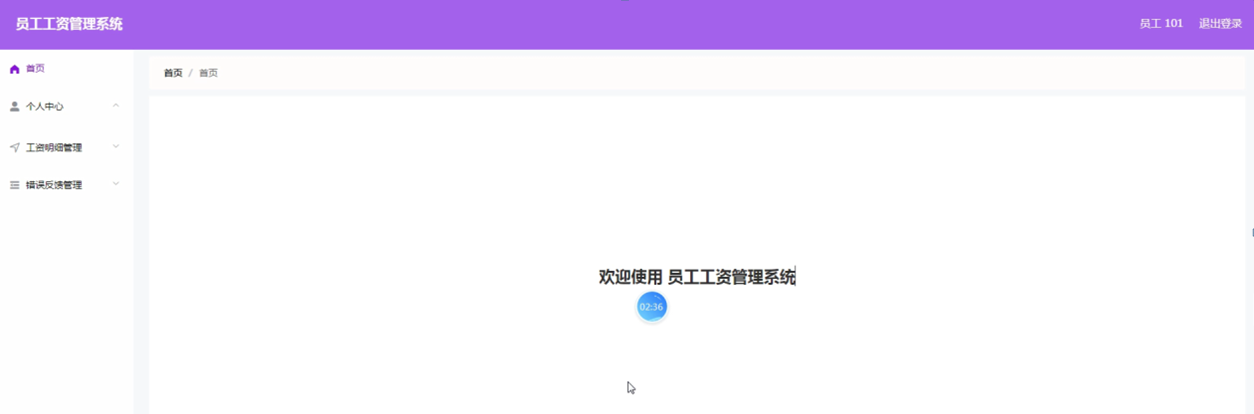 员工工资管理系统
员工 101 退出登录
首页
个人中心
工资明细管理
错误反馈管理
首页 / 首页
欢迎使用 员工工资管理系统
02:36